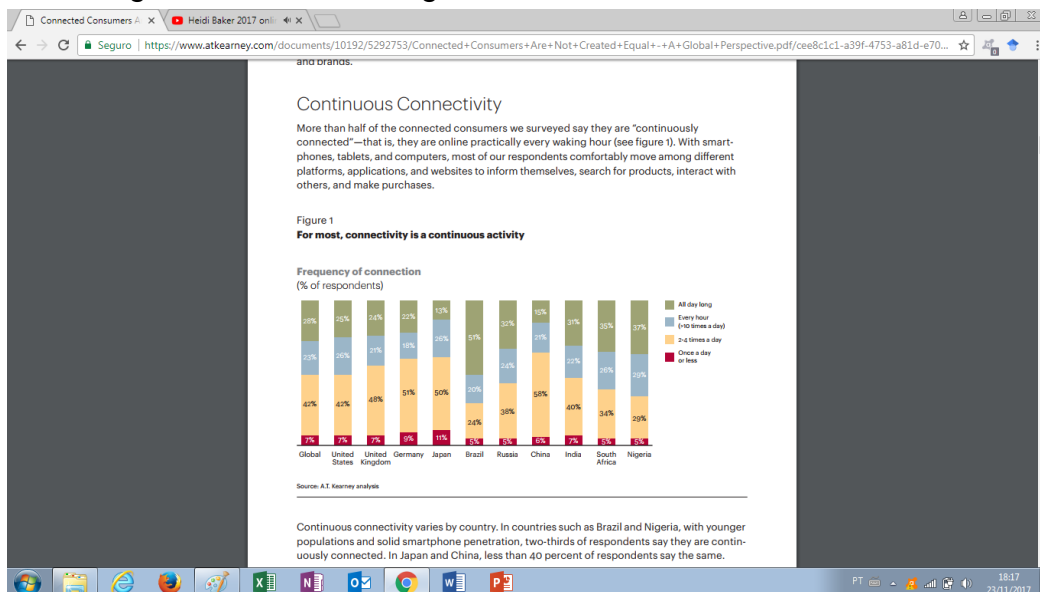 Connected Consumers A
Heidi Baker 2017 onli
Seguro | https://www.atkearney.com/documents/10192/5292753/Connected+Consumers+Are+Not+Created+Equal+-+A+Global+Perspective.pdf/cee8c1c1-a39f-4753-a81d-e70...
and brands.
Continuous Connectivity
More than half of the connected consumers we surveyed say they are “continuously
connected”—that is, they are online practically every waking hour (see figure 1). With smart-
phones, tablets, and computers, most of our respondents comfortably move among different
platforms, applications, and websites to inform themselves, search for products, interact with
others, and make purchases.
Figure 1
For most, connectivity is a continuous activity
Frequency of connection
(% of respondents)
28% 25% 24% 22% 13% 51% 32% 15% 31% 35% 37%
23% 26% 21% 18% 26% 20% 24% 21% 22% 26% 29%
42% 42% 48% 51% 50% 24% 38% 58% 40% 34% 29%
7% 7% 7% 9% 11% 5% 5% 6% 7% 5% 5%
Global United States United Kingdom Germany Japan Brazil Russia China India South Africa Nigeria
All day long
Every hour
(=10 times a day)
2-4 times a day
Once a day
or less
Source: A.T. Kearney analysis
Continuous connectivity varies by country. In countries such as Brazil and Nigeria, with younger
populations and solid smartphone penetration, two-thirds of respondents say they are contin-
uously connected. In Japan and China, less than 40 percent of respondents say the same.
PT
18:17
23/11/2017